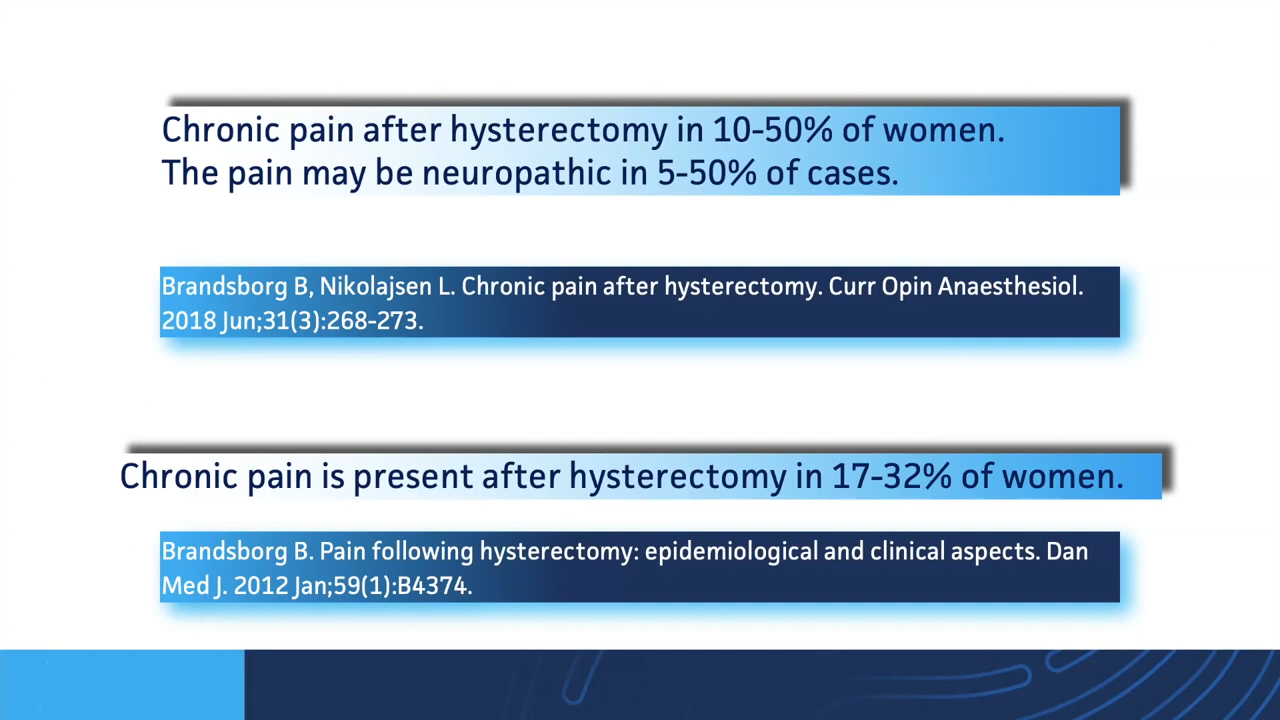 Chronic pain after hysterectomy in 10-50% of women.
The pain may be neuropathic in 5-50% of cases.
Brandsborg B, Nikolajsen L. Chronic pain after hysterectomy. Curr Opin Anaesthesiol.
2018 Jun;31(3):268-273.
Chronic pain is present after hysterectomy in 17-32% of women.
Brandsborg B. Pain following hysterectomy: epidemiological and clinical aspects. Dan
Med J. 2012 Jan;59(1):B4374.